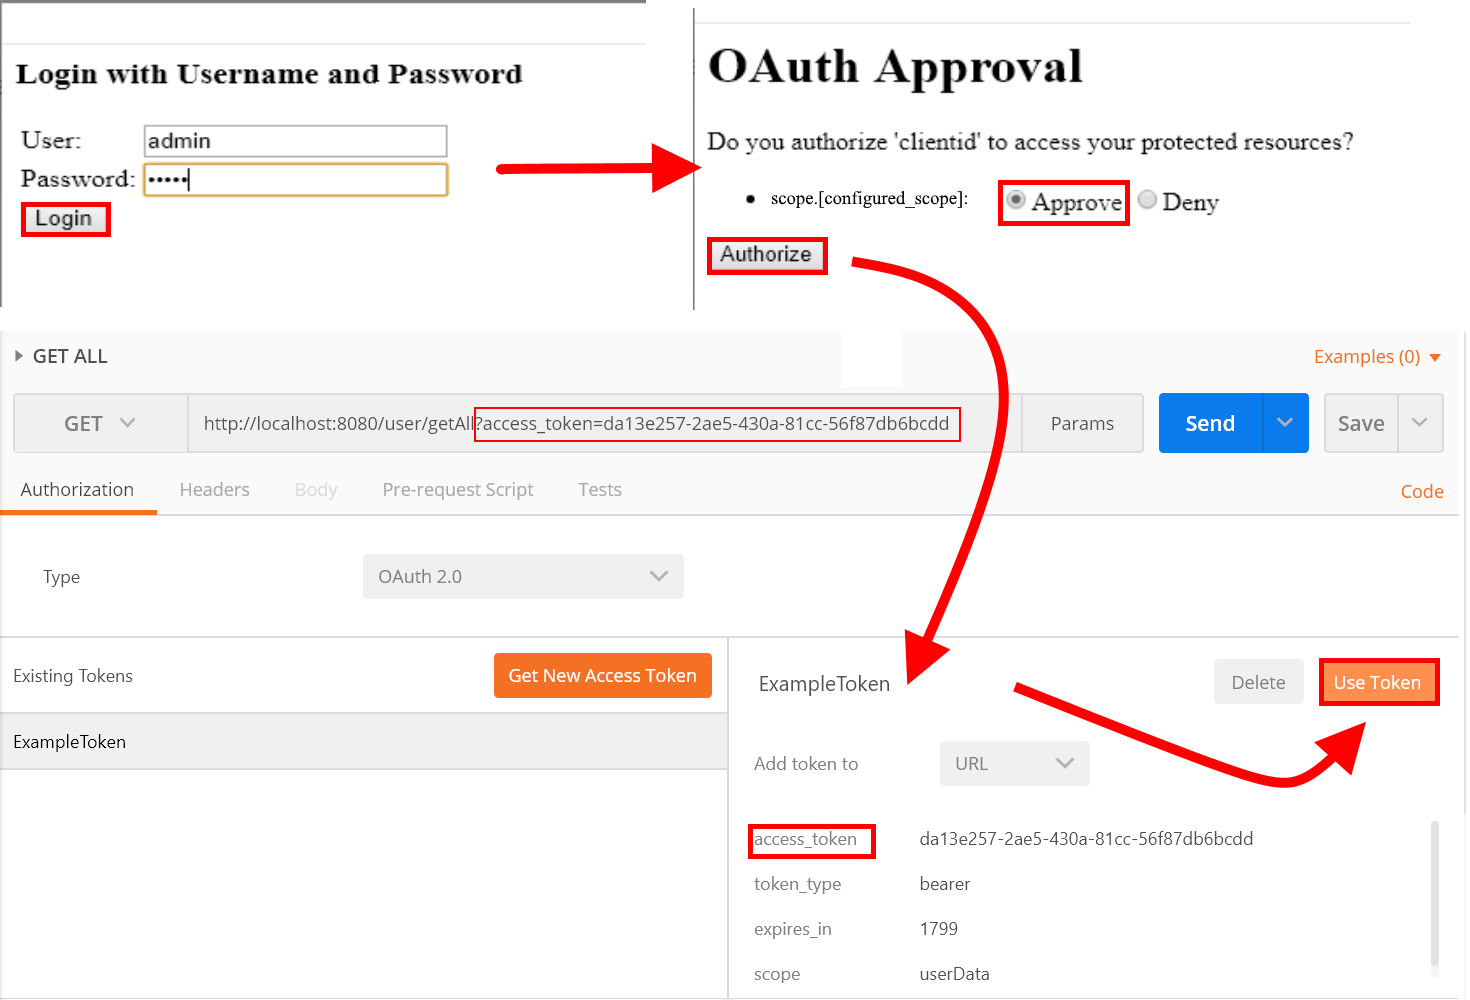 Login with Username and Password
User: admin
Password: •••••
Login
OAuth Approval
Do you authorize 'clientid' to access your protected resources?
• scope.[configured_scope]: Approve Deny
Authorize
GET ALL
Examples (0)
GET http://localhost:8080/user/getAll?access_token=da13e257-2ae5-430a-81cc-56f87db6bcdd Params Send Save
Authorization Headers Body Pre-request Script Tests Code
Type OAuth 2.0
Existing Tokens Get New Access Token
ExampleToken
ExampleToken Delete Use Token
Add token to URL
access_token da13e257-2ae5-430a-81cc-56f87db6bcdd
token_type bearer
expires_in 1799
scope userData